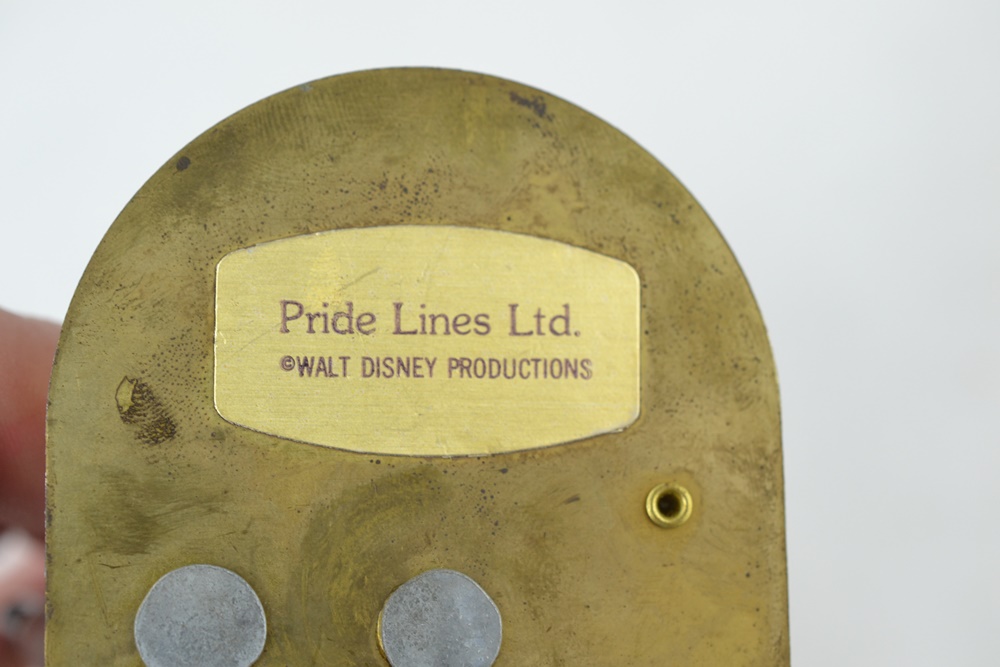 Pride Lines Ltd.
©WALT DISNEY PRODUCTIONS